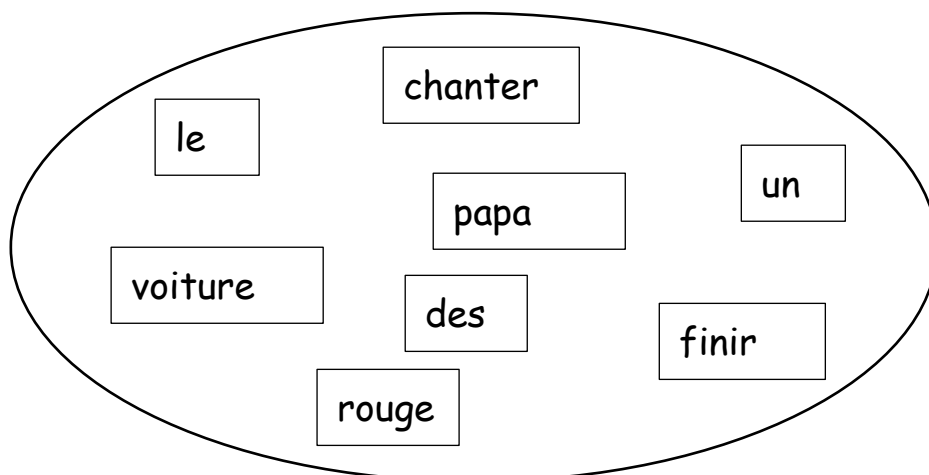 chanter
le
un
papa
voiture
des
finir
rouge